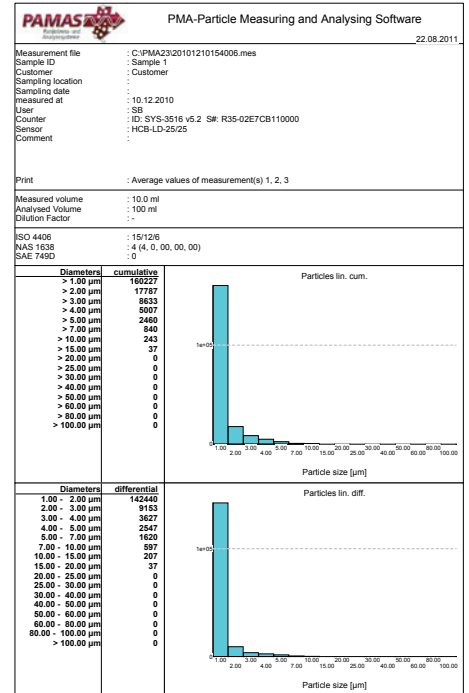 PAMAS
Partikelmess- und
Analysesysteme
PMA-Particle Measuring and Analysing Software
22.08.2011
Measurement file : C:\PMA23\20101210154006.mes
Sample ID : Sample 1
Customer : Customer
Sampling location :
Sampling date :
measured at : 10.12.2010
User : SB
Counter : ID: SYS-3516 v5.2 S#: R35-02E7CB110000
Sensor : HCB-LD-25/25
Comment :
Print : Average values of measurement(s) 1, 2, 3
Measured volume : 10.0 ml
Analysed Volume : 100 ml
Dilution Factor : -
ISO 4406 : 15/12/6
NAS 1638 : 4 (4, 0, 00, 00, 00)
SAE 749D : 0
Diameters cumulative
> 1.00 µm 160227
> 2.00 µm 17787
> 3.00 µm 8633
> 4.00 µm 5007
> 5.00 µm 2460
> 7.00 µm 840
> 10.00 µm 243
> 15.00 µm 37
> 20.00 µm 0
> 25.00 µm 0
> 30.00 µm 0
> 40.00 µm 0
> 50.00 µm 0
> 60.00 µm 0
> 80.00 µm 0
> 100.00 µm 0
Particles lin. cum.
1e+05
0
1.00 3.00 5.00 10.00 20.00 30.00 50.00 80.00
2.00 4.00 7.00 15.00 25.00 40.00 60.00 100.00
Particle size [µm]
Diameters differential
1.00 - 2.00 µm 142440
2.00 - 3.00 µm 9153
3.00 - 4.00 µm 3627
4.00 - 5.00 µm 2547
5.00 - 7.00 µm 1620
7.00 - 10.00 µm 597
10.00 - 15.00 µm 207
15.00 - 20.00 µm 37
20.00 - 25.00 µm 0
25.00 - 30.00 µm 0
30.00 - 40.00 µm 0
40.00 - 50.00 µm 0
50.00 - 60.00 µm 0
60.00 - 80.00 µm 0
80.00 - 100.00 µm 0
> 100.00 µm 0
Particles lin. diff.
1e+05
0
1.00 3.00 5.00 10.00 20.00 30.00 50.00 80.00
2.00 4.00 7.00 15.00 25.00 40.00 60.00 100.00
Particle size [µm]